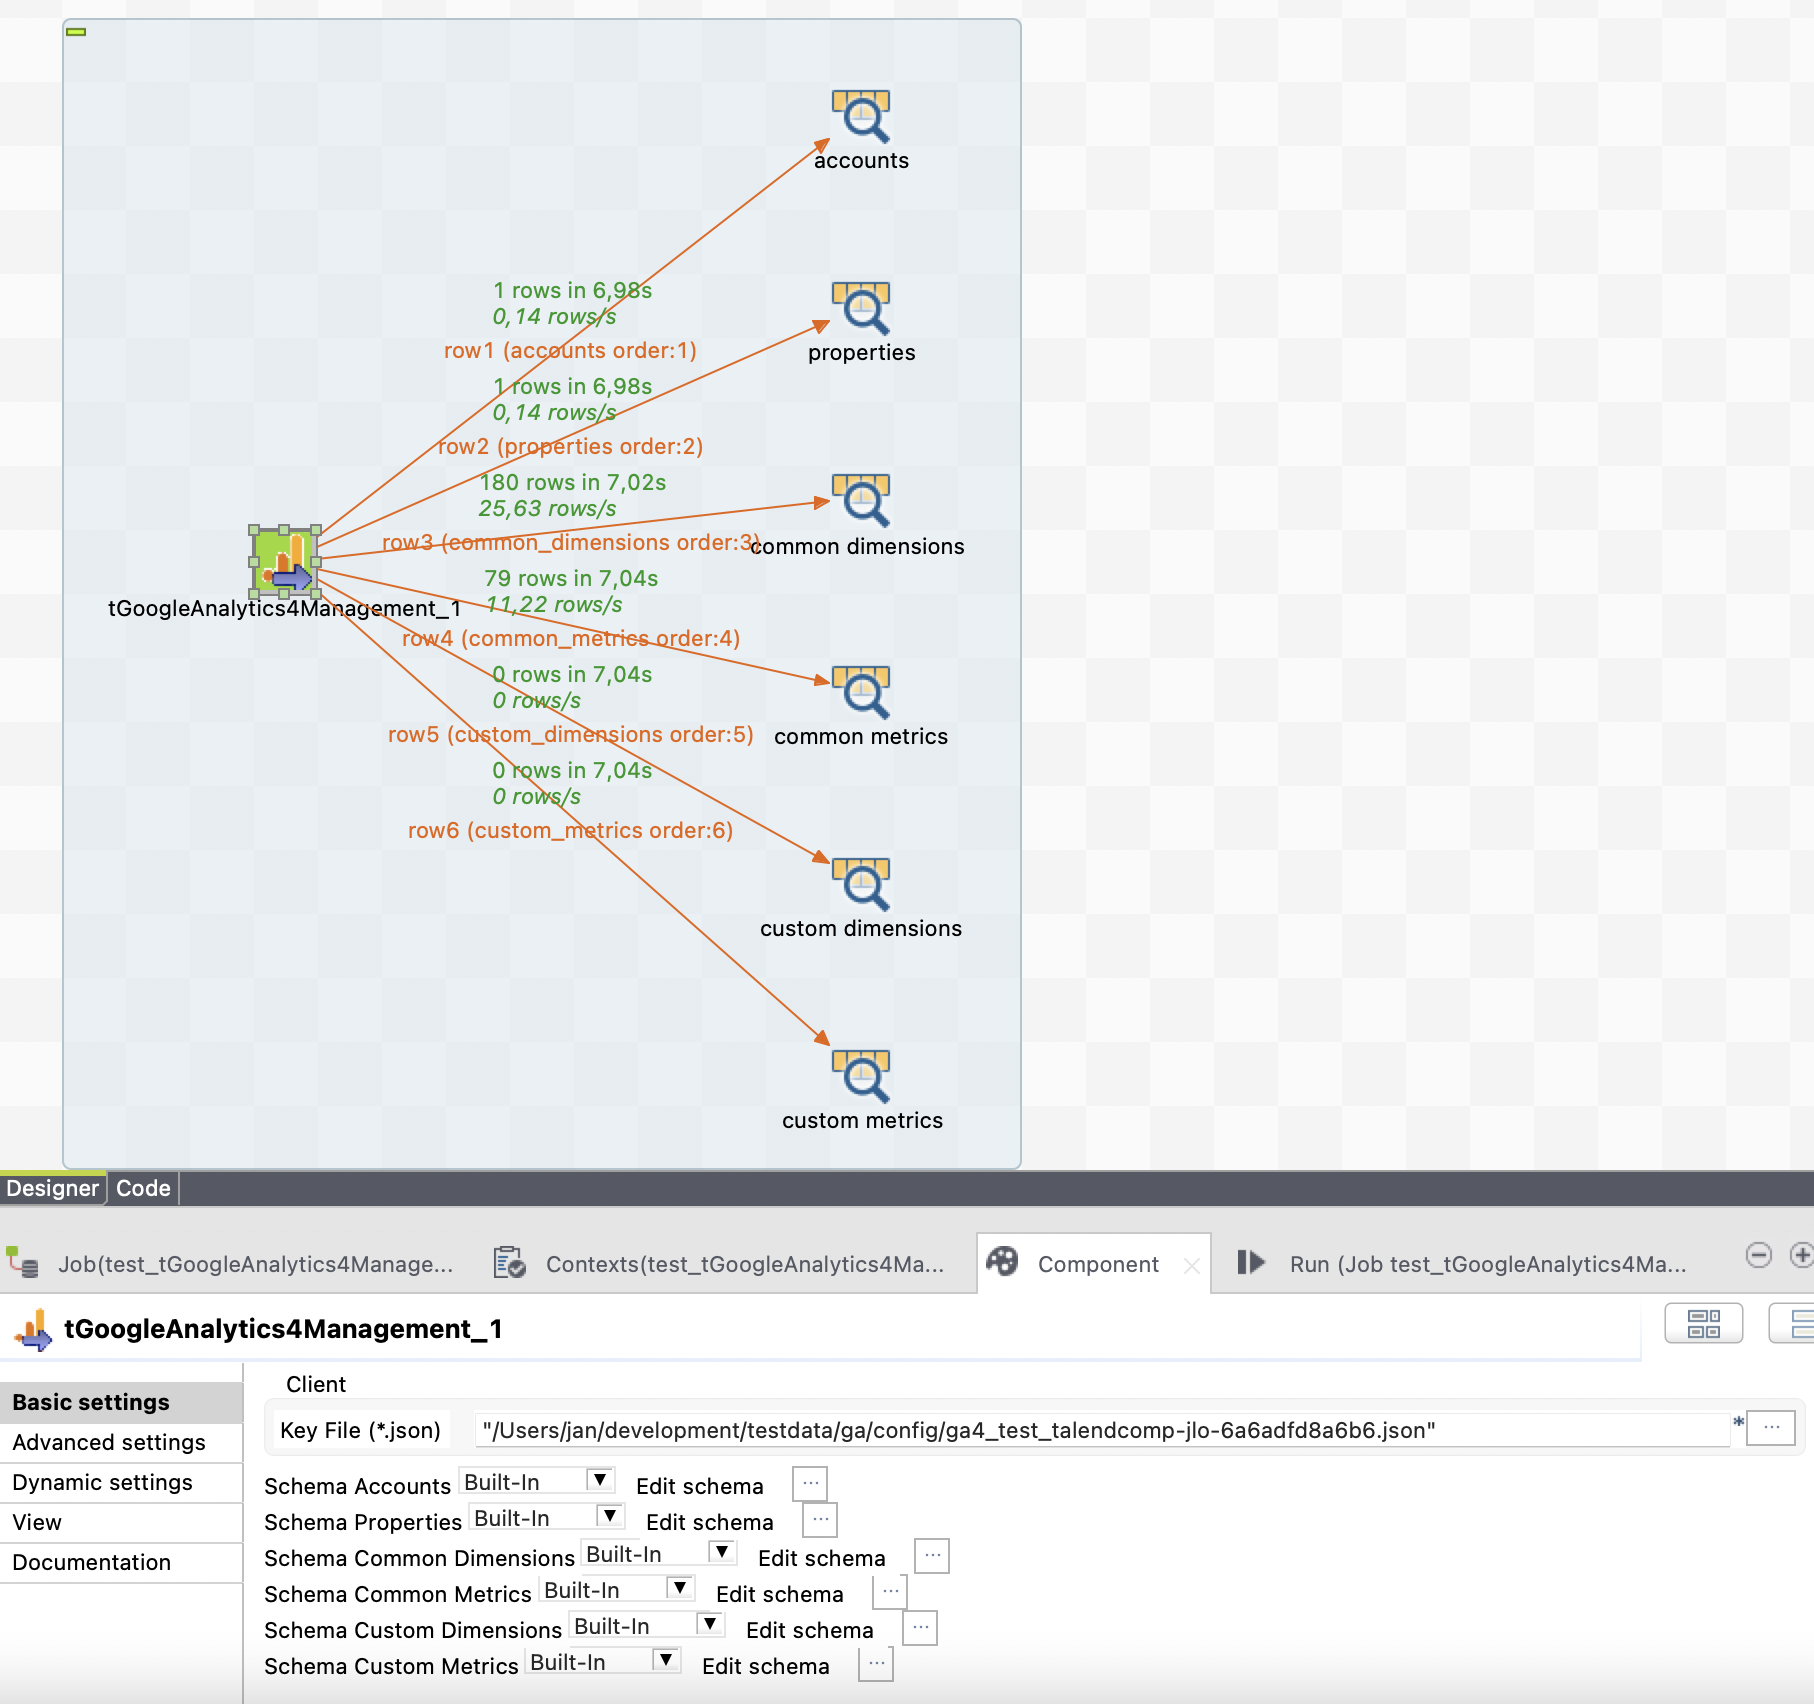 accounts
1 rows in 6,98s
0,14 rows/s
row1 (accounts order:1)
properties
1 rows in 6,98s
0,14 rows/s
row2 (properties order:2)
180 rows in 7,02s
25,63 rows/s
row3 (common_dimensions order:3)
common dimensions
79 rows in 7,04s
11,22 rows/s
tGoogleAnalytics4Management_1
row4 (common_metrics order:4)
0 rows in 7,04s
0 rows/s
row5 (custom_dimensions order:5)
common metrics
0 rows in 7,04s
0 rows/s
row6 (custom_metrics order:6)
custom dimensions
custom metrics
Designer Code
Job(test_tGoogleAnalytics4Manage... Contexts(test_tGoogleAnalytics4Ma... Component Run (Job test_tGoogleAnalytics4Ma...
tGoogleAnalytics4Management_1
Basic settings
Advanced settings
Dynamic settings
View
Documentation
Client
Key File (*.json) "/Users/jan/development/testdata/ga/config/ga4_test_talendcomp-jlo-6a6adfd8a6b6.json" * ...
Schema Accounts Built-In Edit schema ...
Schema Properties Built-In Edit schema ...
Schema Common Dimensions Built-In Edit schema ...
Schema Common Metrics Built-In Edit schema ...
Schema Custom Dimensions Built-In Edit schema ...
Schema Custom Metrics Built-In Edit schema ...